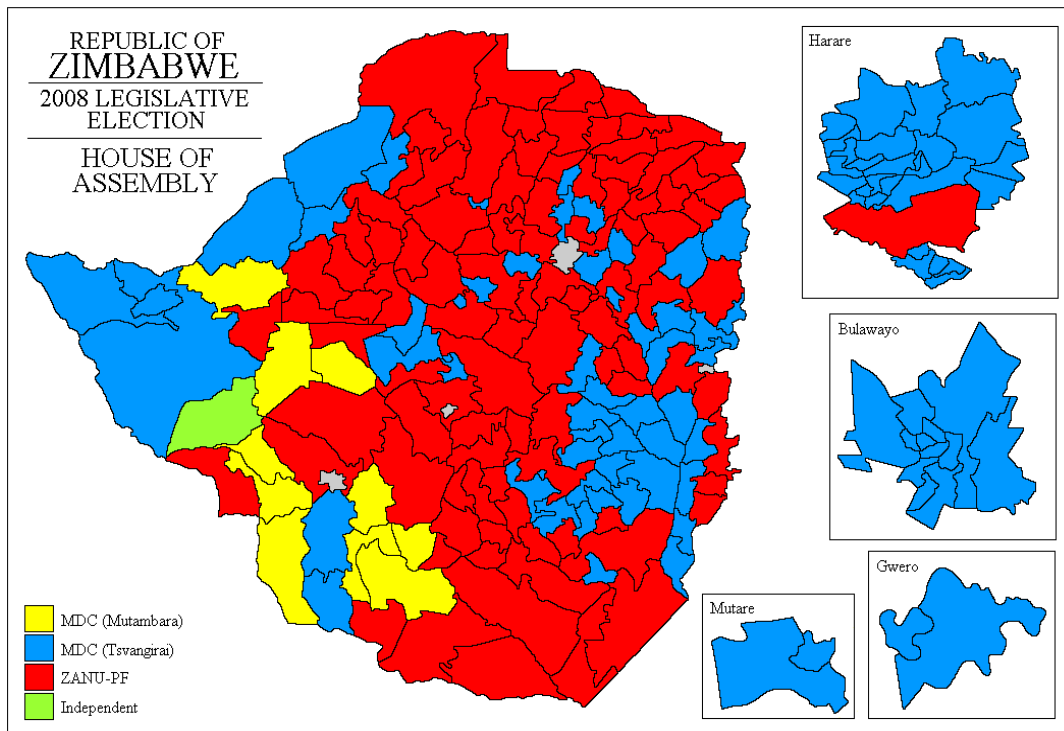 REPUBLIC OF
ZIMBABWE
2008 LEGISLATIVE
ELECTION
HOUSE OF
ASSEMBLY
Harare
Bulawayo
Gwero
Mutare
MDC (Mutambara)
MDC (Tsvangirai)
ZANU-PF
Independent